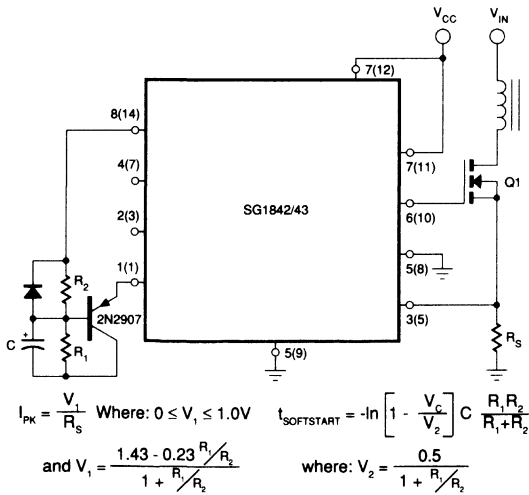 V_CC V_IN
7(12)
8(14)
7(11)
4(7)
Q1
SG1842/43
6(10)
2(3)
5(8)
1(1)
R_2
2N2907
3(5)
C + R_1
R_S
5(9)
I_PK = V_1/R_S Where: 0 ≤ V_1 ≤ 1.0V t_SOFTSTART = -ln [1 - V_C/V_2] C R_1R_2/R_1+R_2
and V_1 = 1.43 - 0.23 R_1/R_2 / 1 + R_1/R_2 where: V_2 = 0.5 / 1 + R_1/R_2